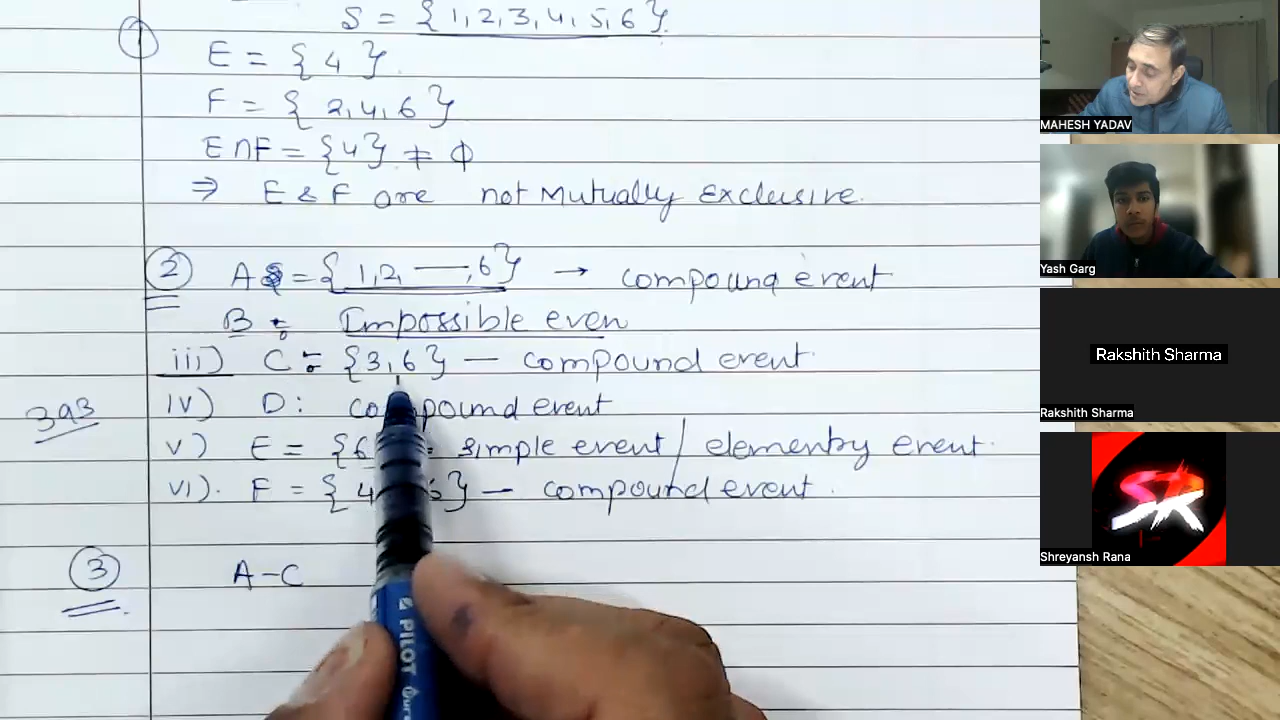 S = { 1, 2, 3, 4, 5, 6 }.
1
E = { 4 }.
F = { 2, 4, 6 }
E ∩ F = { 4 } ≠ ϕ
⇒ E & F are not Mutually Exclusive.
2 A = { 1, 2, —, 6 } → compound event
B : Impossible even
iii) C : { 3, 6 } — compound event.
393
iv) D : compound event
v) E = { 6 : simple event / elementry event.
vi). F = { 4 6 } — compound event.
3 A - C
PILOT
MAHESH YADAV
Yash Garg
Rakshith Sharma
Rakshith Sharma
SR
Shreyansh Rana